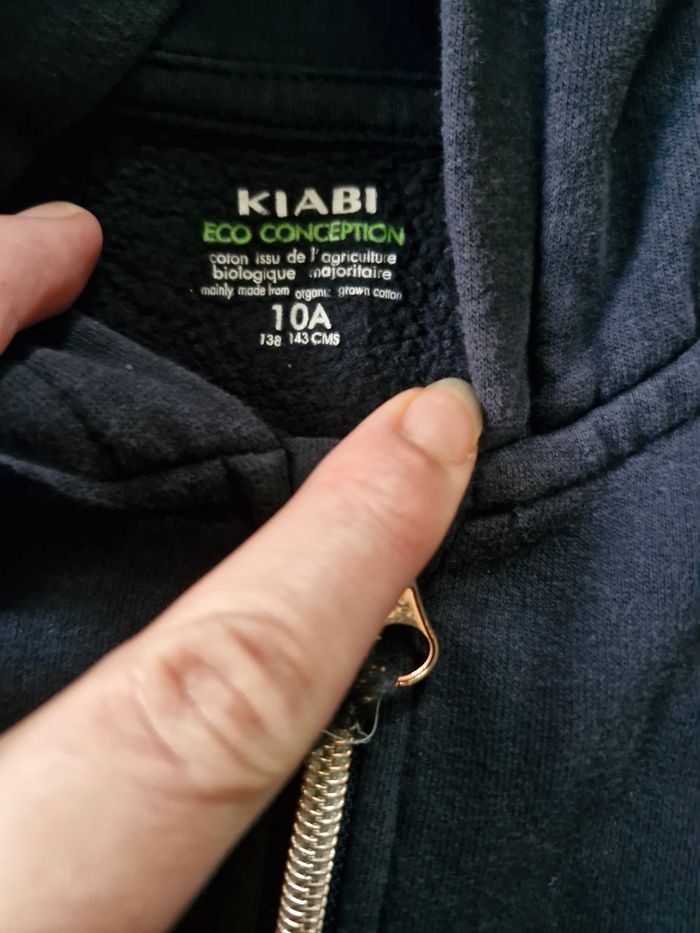 KIABI
ECO CONCEPTION
coton issu de l'agriculture
biologique majoritaire
mainly made from organic grown cotton
10A
138 143 CMS